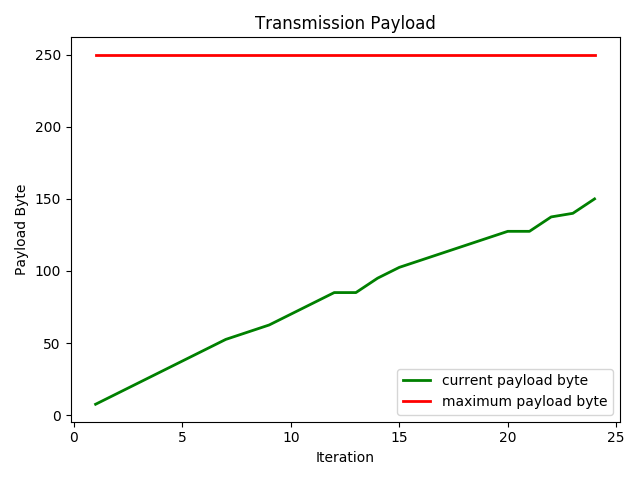 Transmission Payload
250
200
150
100
50
0
Payload Byte
current payload byte
maximum payload byte
0 5 10 15 20 25
Iteration